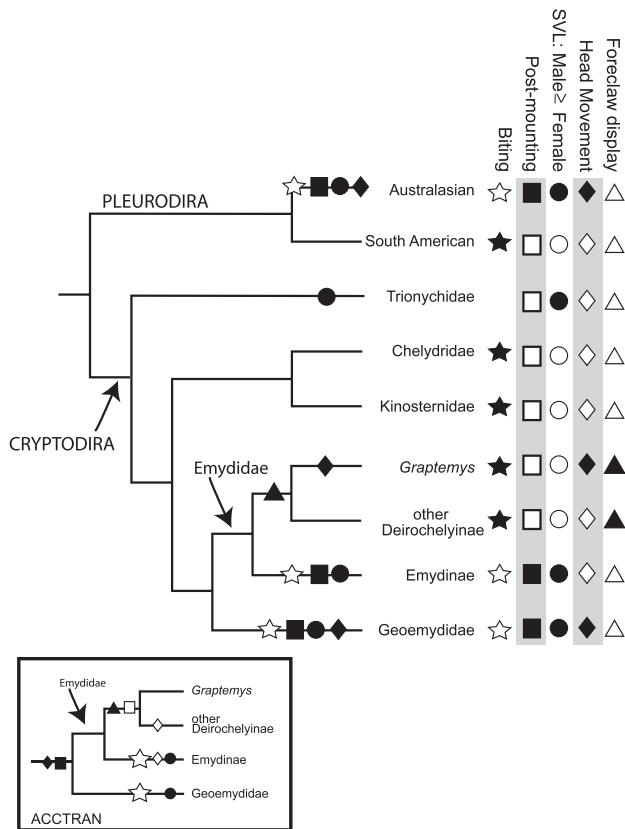 Biting
Post-mounting
SVL: Male≥ Female
Head Movement
Foreclaw display
PLEURODIRA
Australasian
South American
Trionychidae
Chelydridae
Kinosternidae
CRYPTODIRA
Emydidae
Graptemys
other
Deirochelyinae
Emydinae
Geoemydidae
Emydidae
Graptemys
other
Deirochelyinae
Emydinae
Geoemydidae
ACCTRAN